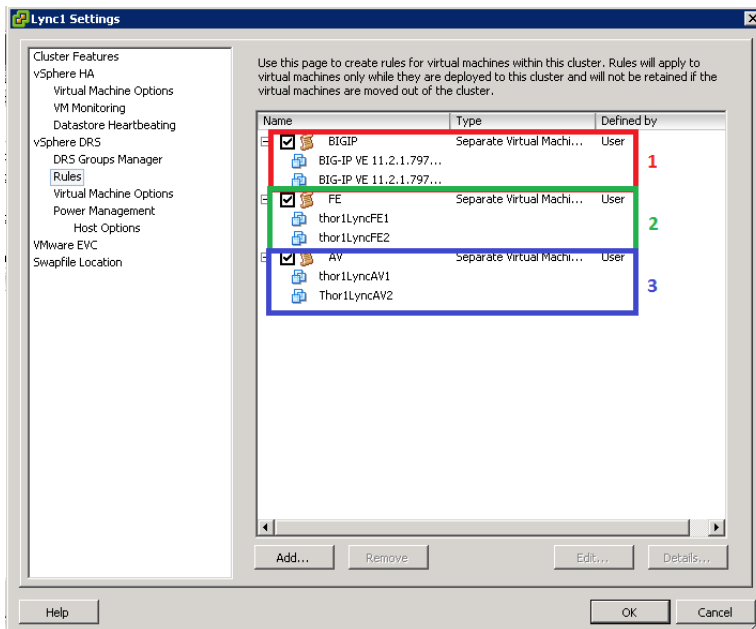 Lync1 Settings
Cluster Features
vSphere HA
Virtual Machine Options
VM Monitoring
Datastore Heartbeating
vSphere DRS
DRS Groups Manager
Rules
Virtual Machine Options
Power Management
Host Options
VMware EVC
Swapfile Location
Use this page to create rules for virtual machines within this cluster. Rules will apply to
virtual machines only while they are deployed to this cluster and will not be retained if the
virtual machines are moved out of the cluster.
Name Type Defined by
BIGIP Separate Virtual Machi... User
BIG-IP VE 11.2.1.797... 1
BIG-IP VE 11.2.1.797...
FE Separate Virtual Machi... User
thor1LyncFE1 2
thor1LyncFE2
AV Separate Virtual Machi... User
thor1LyncAV1 3
Thor1LyncAV2
Add... Remove Edit... Details...
Help OK Cancel